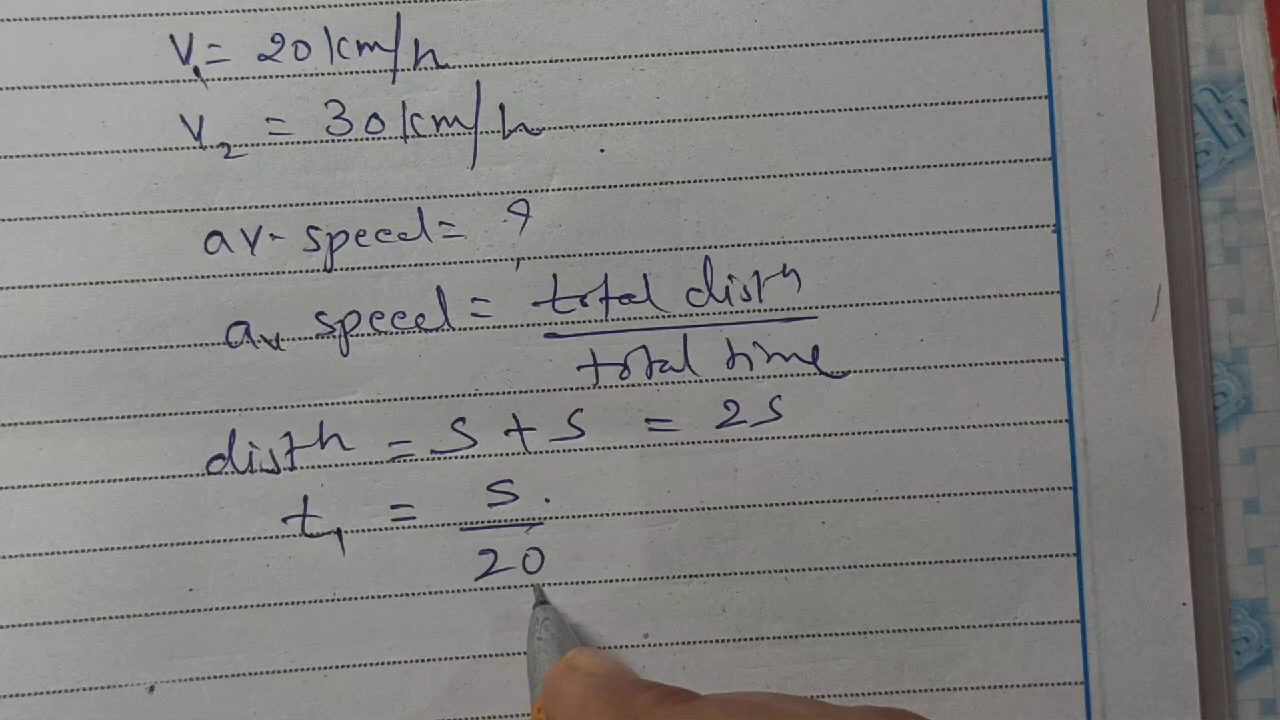 V₁ = 20 km/h
V₂ = 30 km/h
av- speed = ?
av speed = total distn / total time
distn = S + S = 2S
t₁ = S / 20